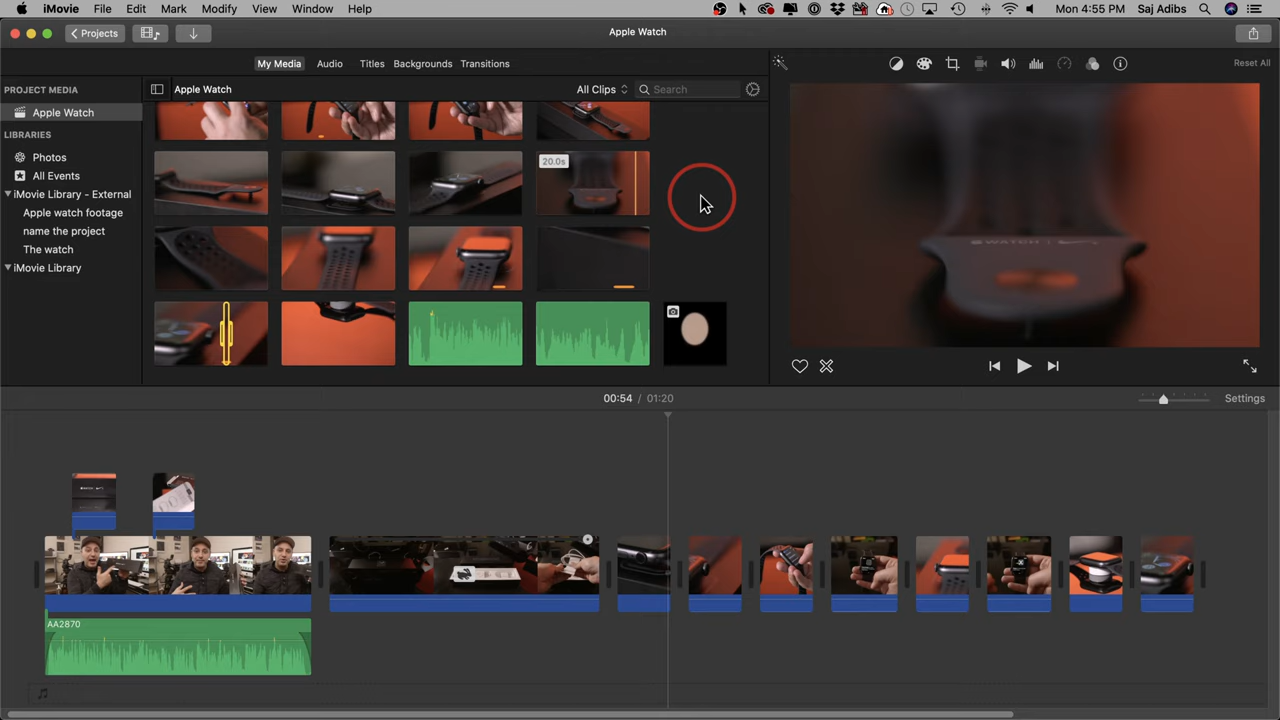 iMovie File Edit Mark Modify View Window Help Mon 4:55 PM Saj Adibs
Projects
Apple Watch
My Media Audio Titles Backgrounds Transitions
Reset All
PROJECT MEDIA
Apple Watch
LIBRARIES
Photos
All Events
iMovie Library - External
Apple watch footage
name the project
The watch
iMovie Library
Apple Watch
All Clips
Search
20.0s
WATCH
00:54 / 01:20
Settings
AA2870